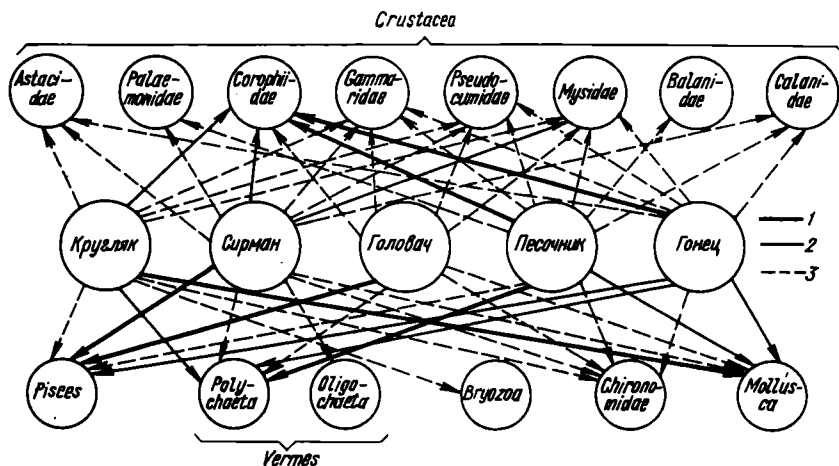 Crustacea
Astaci-
dae
Palae-
monidae
Corophii-
dae
Gamma-
ridae
Pseudo-
cumidae
Mysidae
Balani-
dae
Calani-
dae
Кругляк
Сирман
Головач
Песочник
Гонец
1
2
3
Pisces
Poly-
chaeta
Oligo-
chaeta
Bryozoa
Chirono-
midae
Mollus-
ca
Vermes